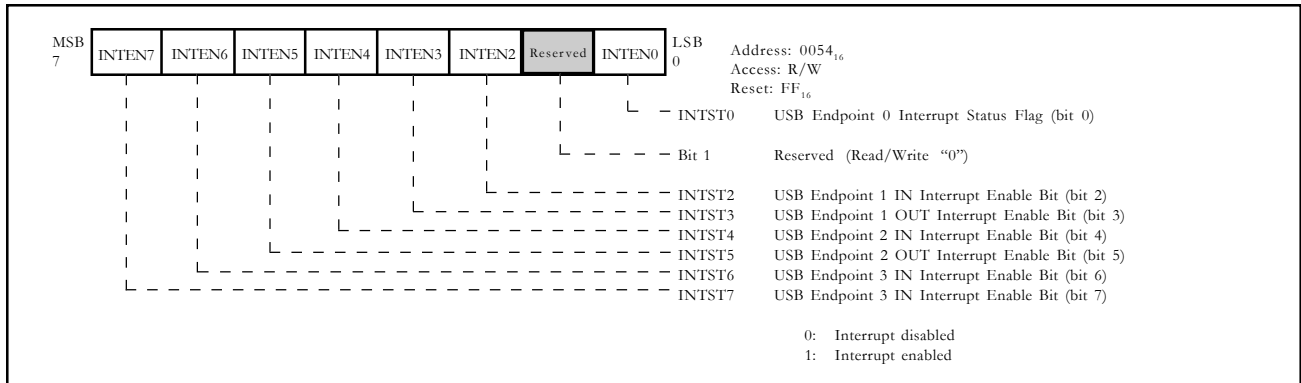 MSB
7
INTEN7 INTEN6 INTEN5 INTEN4 INTEN3 INTEN2 Reserved INTEN0
LSB
0
Address: 0054₁₆
Access: R/W
Reset: FF₁₆
INTST0 USB Endpoint 0 Interrupt Status Flag (bit 0)
Bit 1 Reserved (Read/Write “0”)
INTST2 USB Endpoint 1 IN Interrupt Enable Bit (bit 2)
INTST3 USB Endpoint 1 OUT Interrupt Enable Bit (bit 3)
INTST4 USB Endpoint 2 IN Interrupt Enable Bit (bit 4)
INTST5 USB Endpoint 2 OUT Interrupt Enable Bit (bit 5)
INTST6 USB Endpoint 3 IN Interrupt Enable Bit (bit 6)
INTST7 USB Endpoint 3 IN Interrupt Enable Bit (bit 7)
0: Interrupt disabled
1: Interrupt enabled